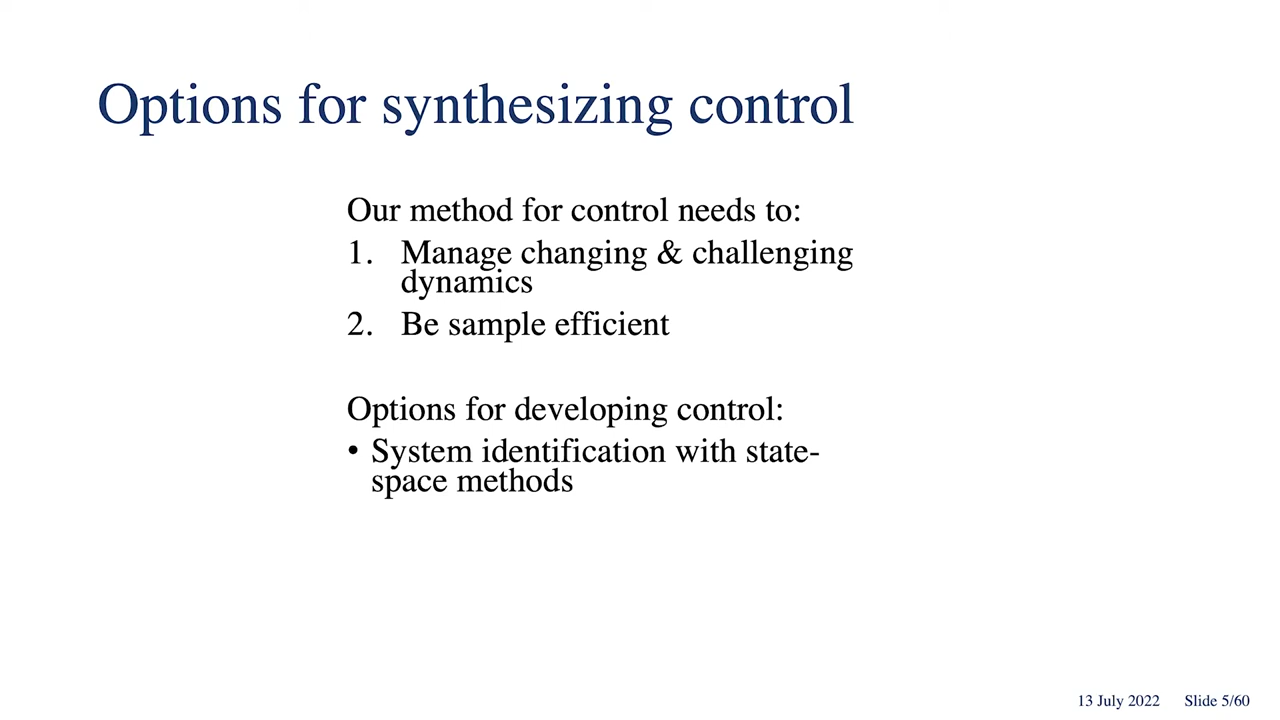 Options for synthesizing control
Our method for control needs to:
1. Manage changing & challenging
dynamics
2. Be sample efficient
Options for developing control:
• System identification with state-
space methods
13 July 2022 Slide 5/60